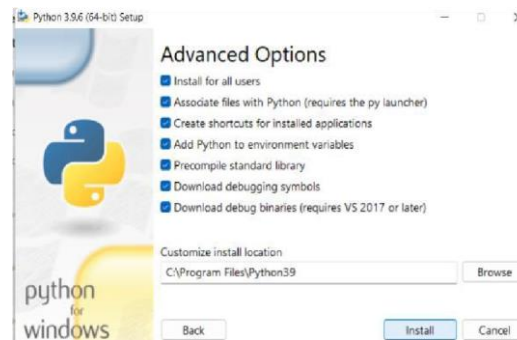 Python 3.9.6 (64-bit) Setup
Advanced Options
Install for all users
Associate files with Python (requires the py launcher)
Create shortcuts for installed applications
Add Python to environment variables
Precompile standard library
Download debugging symbols
Download debug binaries (requires VS 2017 or later)
Customize install location
C:\Program Files\Python39
Browse
python
for
windows
Back
Install
Cancel